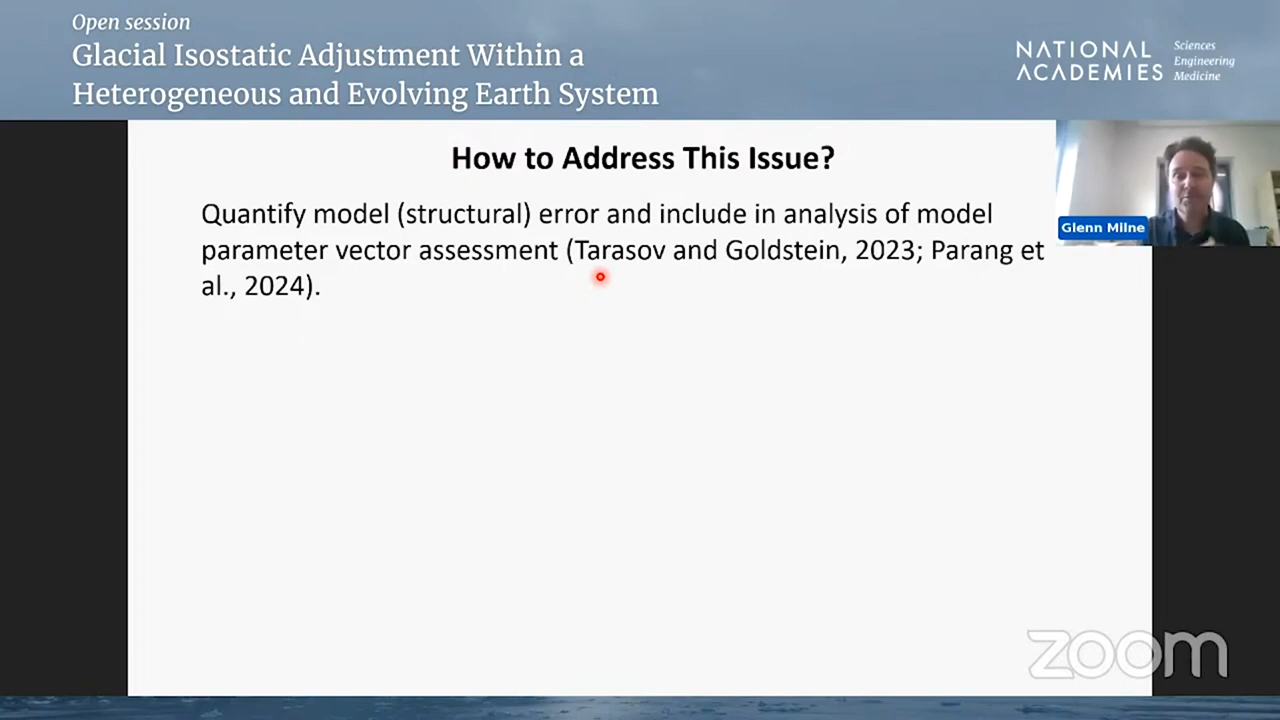 Open session
Glacial Isostatic Adjustment Within a
Heterogeneous and Evolving Earth System
NATIONAL
ACADEMIES
Sciences
Engineering
Medicine
How to Address This Issue?
Quantify model (structural) error and include in analysis of model
parameter vector assessment (Tarasov and Goldstein, 2023; Parang et
al., 2024).
Glenn Milne
zoom